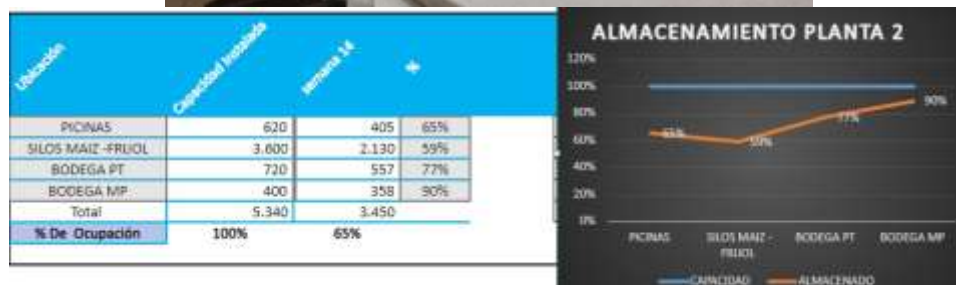 Ubicación Capacidad Instalada semana 14 %
PICINAS 620 405 65%
SILOS MAIZ -FRIJOL 3.600 2.130 59%
BODEGA PT 720 557 77%
BODEGA MP 400 358 90%
Total 5.340 3.450
% De Ocupación 100% 65%
ALMACENAMIENTO PLANTA 2
120%
100%
80%
60%
40%
20%
0%
65% 59% 77% 90%
PICINAS SILOS MAIZ - FRIJOL BODEGA PT BODEGA MP
CAPACIDAD ALMACENADO